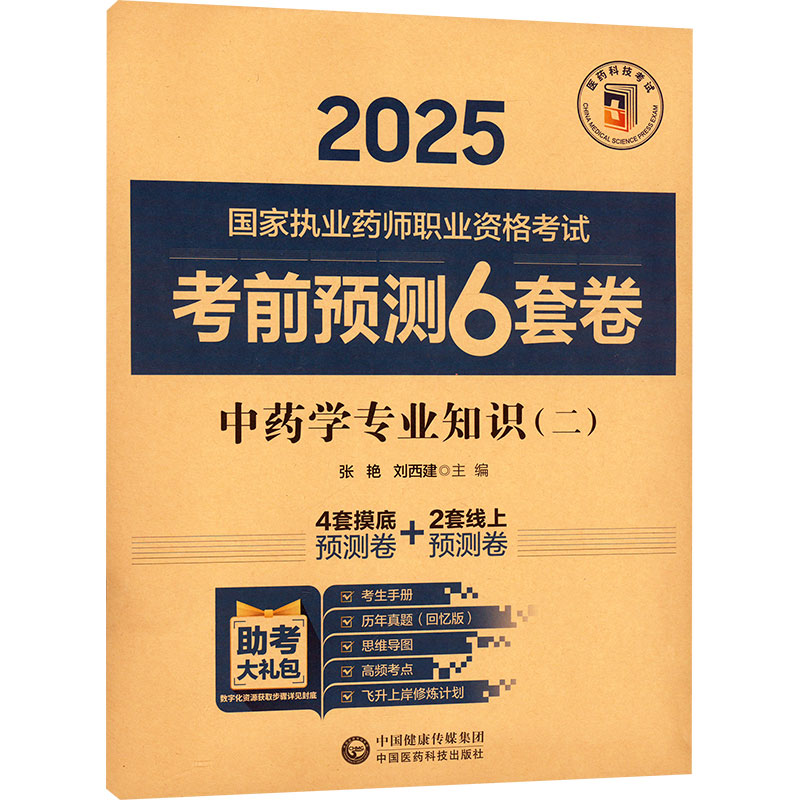 医药科技考试
CHINA MEDICAL SCIENCE PRESS EXAM
2025
国家执业药师职业资格考试
考前预测6套卷
中药学专业知识(二)
张 艳 刘西建◎主 编
4套摸底
预测卷
+
2套线上
预测卷
助考
大礼包
数字化资源获取步骤详见封底
考生手册
历年真题(回忆版)
思维导图
高频考点
飞升上岸修炼计划
CMSP
中国健康传媒集团
中国医药科技出版社